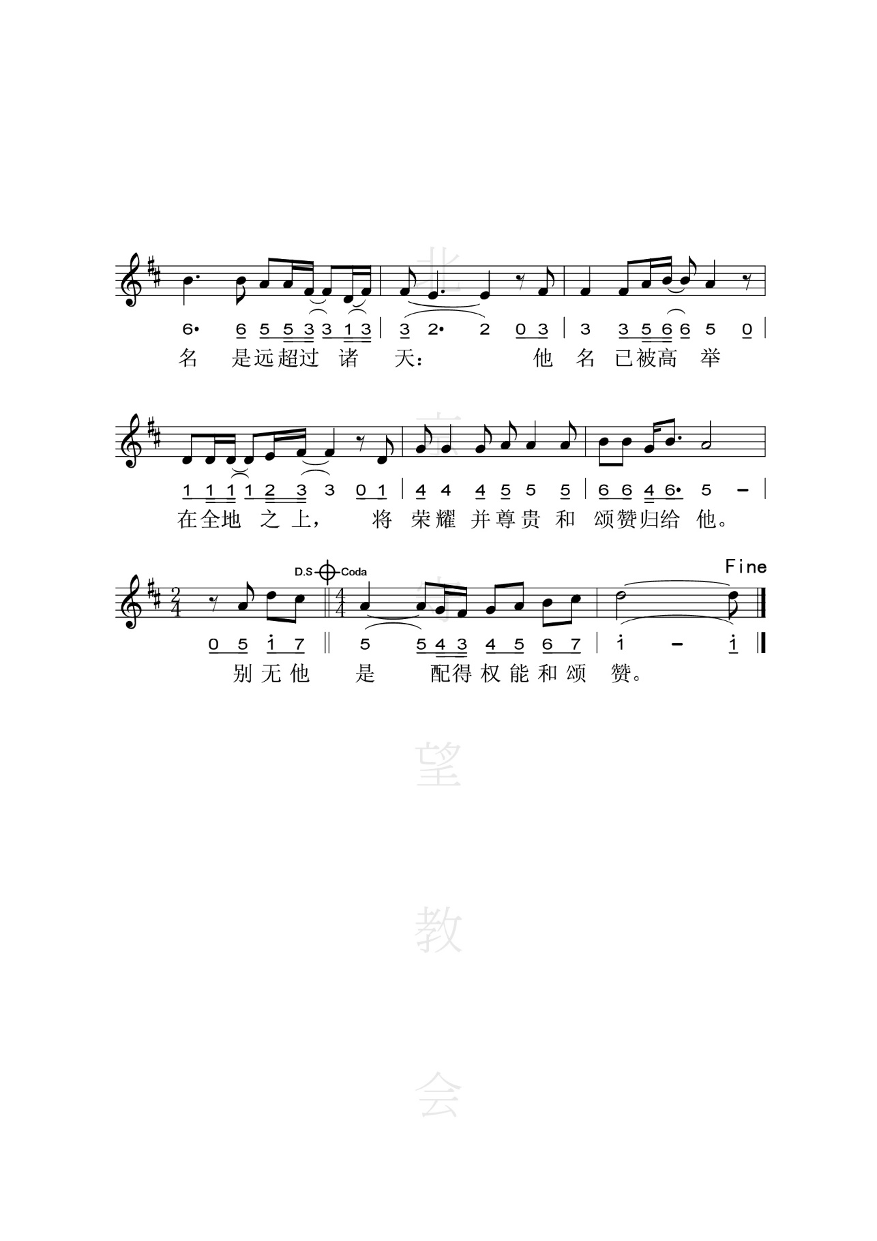 6• 6 5 5 3 3 1 3 | 3 2• 2 0 3 | 3 3 5 6 6 5 0 |
名 是远超过 诸 天： 他 名 已被高 举
1 1 1 1 2 3 3 0 1 | 4 4 4 5 5 5 | 6 6 4 6• 5 - |
在全地 之 上， 将 荣耀 并尊贵 和 颂赞归给 他。
Fine
D.S Coda
2/4 4/4
0 5 1 7 || 5 5 4 3 4 5 6 7 | 1 - 1 ||
别 无 他 是 配得 权 能 和 颂 赞。
北
京
守
望
教
会